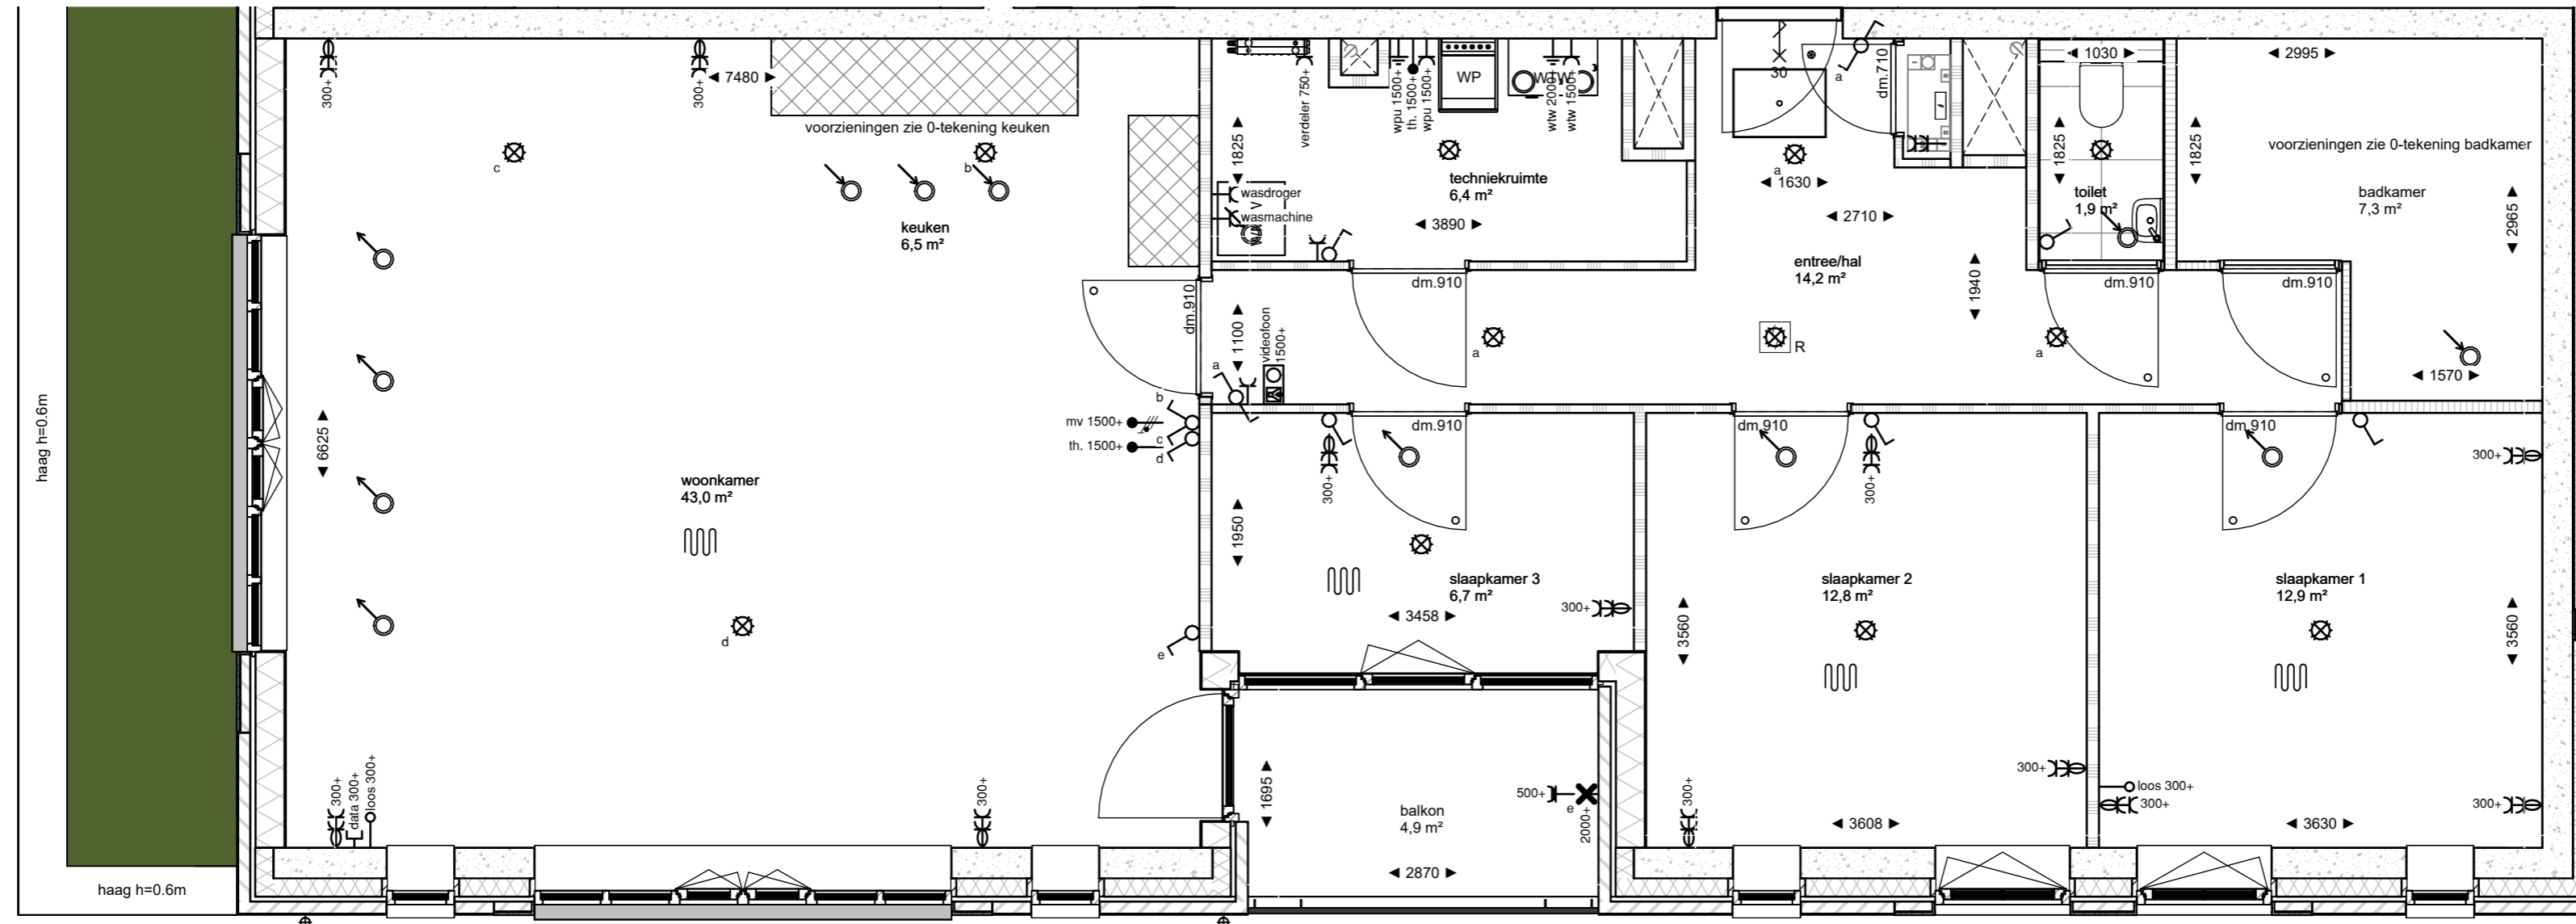 haag h=0.6m
haag h=0.6m
300+
300+
7480
voorzieningen zie 0-tekening keuken
c
b
keuken
6,5 m²
6625
woonkamer
43,0 m²
d
300+
data 300+
loos 300+
300+
dm.910
mv 1500+
th. 1500+
b
c
d
e
verdeler 750+
wpu 1500+
th. 1500+
wpu 1500+
WP
wtw 2000+
wtw 1500+
1825
wasdroger
wasmachine
techniekruimte
6,4 m²
3890
dm.910
1100
a
videofoon
1500+
a
30
a
dm.710
a
1630
2710
entree/hal
14,2 m²
1940
R
a
1030
1825
toilet
1,9 m²
dm.910
2995
1825
voorzieningen zie 0-tekening badkamer
badkamer
7,3 m²
2965
dm.910
1570
dm.910
300+
1950
slaapkamer 3
6,7 m²
3458
300+
1695
balkon
4,9 m²
2870
500+
e
2000+
dm.910
300+
slaapkamer 2
12,8 m²
3560
300+
300+
3608
dm.910
300+
slaapkamer 1
12,9 m²
3560
loos 300+
300+
300+
3630